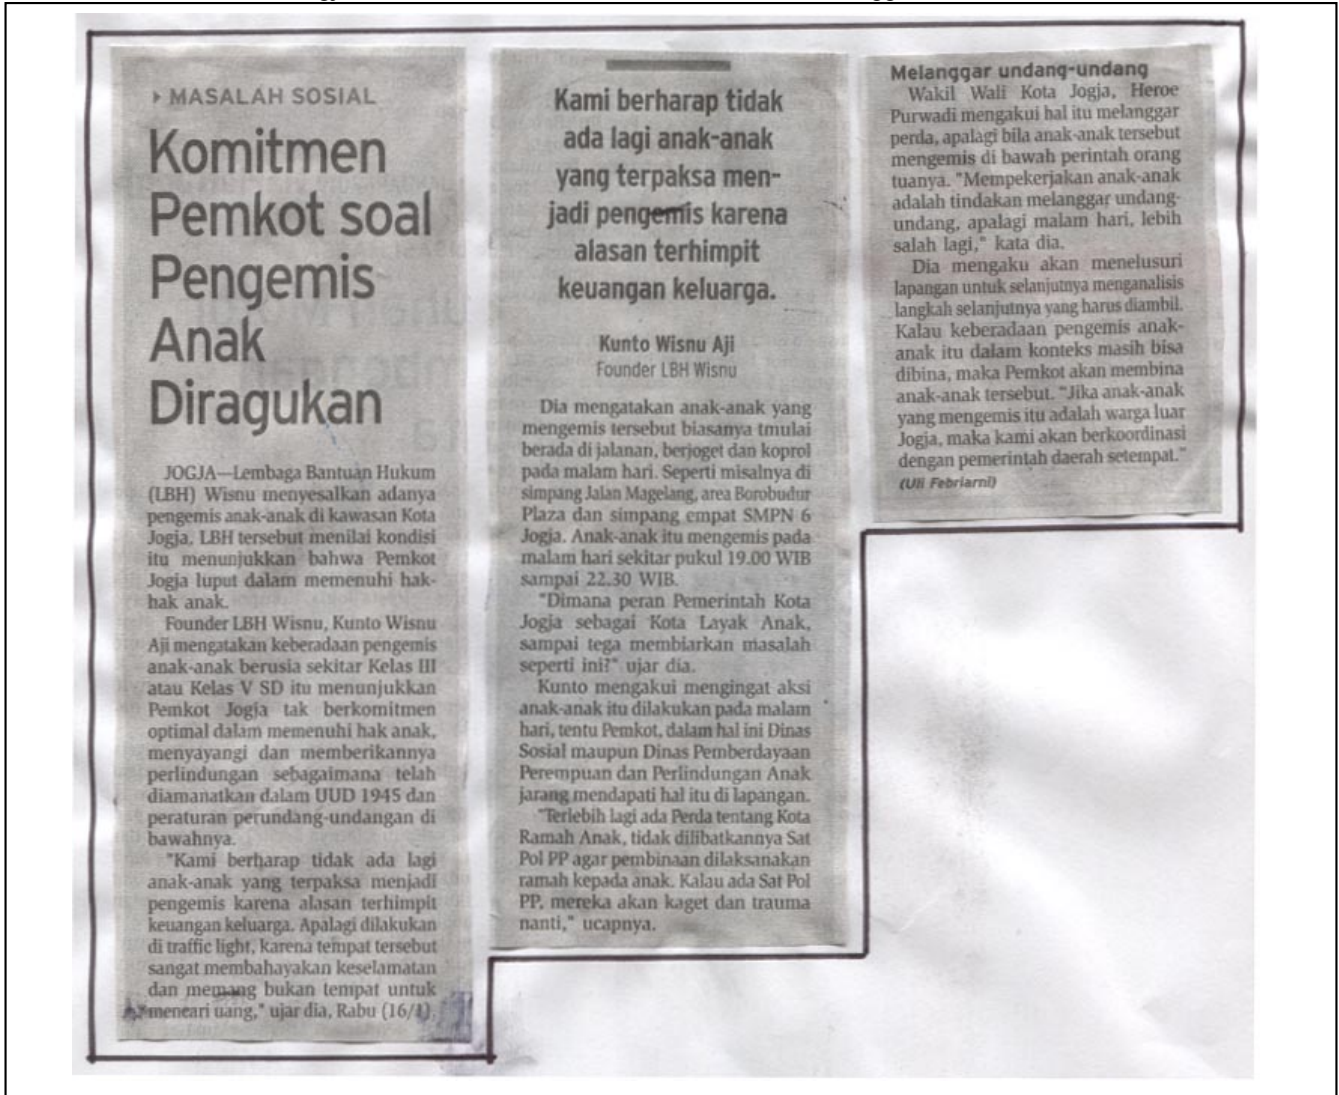 ▸ MASALAH SOSIAL
Komitmen
Pemkot soal
Pengemis
Anak
Diragukan
JOGJA—Lembaga Bantuan Hukum
(LBH) Wisnu menyesalkan adanya
pengemis anak-anak di kawasan Kota
Jogja. LBH tersebut menilai kondisi
itu menunjukkan bahwa Pemkot
Jogja luput dalam memenuhi hak-
hak anak.
Founder LBH Wisnu, Kunto Wisnu
Aji mengatakan keberadaan pengemis
anak-anak berusia sekitar Kelas III
atau Kelas V SD itu menunjukkan
Pemkot Jogja tak berkomitmen
optimal dalam memenuhi hak anak,
menyayangi dan memberikannya
perlindungan sebagaimana telah
diamanatkan dalam UUD 1945 dan
peraturan perundang-undangan di
bawahnya.
"Kami berharap tidak ada lagi
anak-anak yang terpaksa menjadi
pengemis karena alasan terhimpit
keuangan keluarga. Apalagi dilakukan
di traffic light, karena tempat tersebut
sangat membahayakan keselamatan
dan memang bukan tempat untuk
mencari uang," ujar dia, Rabu (16/1).
Kami berharap tidak
ada lagi anak-anak
yang terpaksa men-
jadi pengemis karena
alasan terhimpit
keuangan keluarga.
Kunto Wisnu Aji
Founder LBH Wisnu
Dia mengatakan anak-anak yang
mengemis tersebut biasanya tmulai
berada di jalanan, berjoget dan koprol
pada malam hari. Seperti misalnya di
simpang Jalan Magelang, area Borobudur
Plaza dan simpang empat SMPN 6
Jogja. Anak-anak itu mengemis pada
malam hari sekitar pukul 19.00 WIB
sampai 22.30 WIB.
"Dimana peran Pemerintah Kota
Jogja sebagai Kota Layak Anak,
sampai tega membiarkan masalah
seperti ini?" ujar dia.
Kunto mengakui mengingat aksi
anak-anak itu dilakukan pada malam
hari, tentu Pemkot, dalam hal ini Dinas
Sosial maupun Dinas Pemberdayaan
Perempuan dan Perlindungan Anak
jarang mendapati hal itu di lapangan.
"Terlebih lagi ada Perda tentang Kota
Ramah Anak, tidak dilibatkannya Sat
Pol PP agar pembinaan dilaksanakan
ramah kepada anak. Kalau ada Sat Pol
PP, mereka akan kaget dan trauma
nanti," ucapnya.
Melanggar undang-undang
Wakil Wali Kota Jogja, Heroe
Purwadi mengakui hal itu melanggar
perda, apalagi bila anak-anak tersebut
mengemis di bawah perintah orang
tuanya. "Mempekerjakan anak-anak
adalah tindakan melanggar undang-
undang, apalagi malam hari, lebih
salah lagi," kata dia.
Dia mengaku akan menelusuri
lapangan untuk selanjutnya menganalisis
langkah selanjutnya yang harus diambil.
Kalau keberadaan pengemis anak-
anak itu dalam konteks masih bisa
dibina, maka Pemkot akan membina
anak-anak tersebut. "Jika anak-anak
yang mengemis itu adalah warga luar
Jogja, maka kami akan berkoordinasi
dengan pemerintah daerah setempat."
(Uli Febriarni)